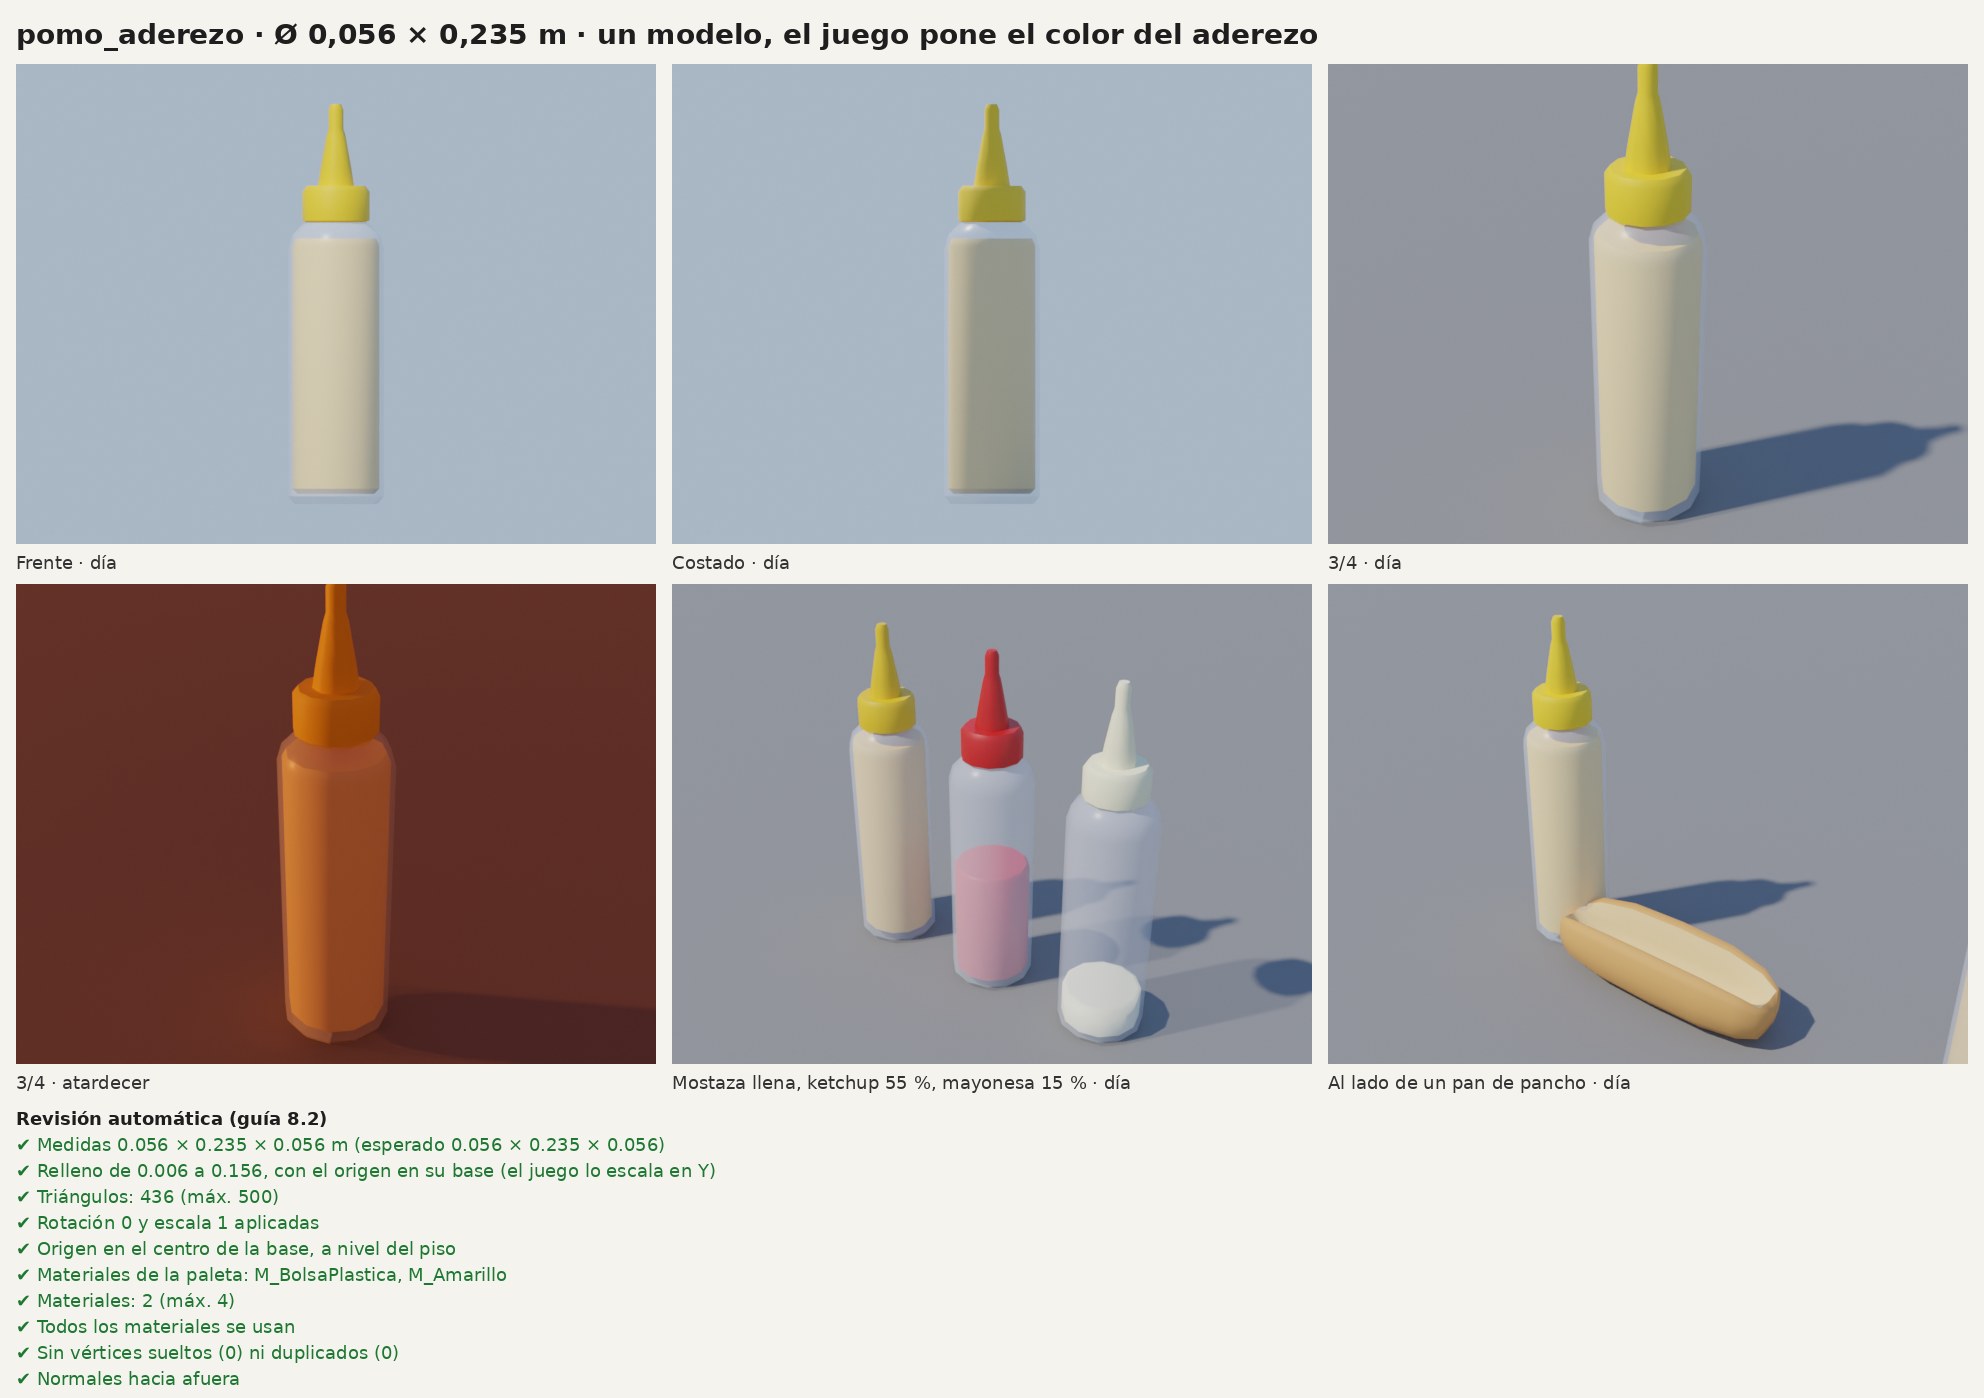 pomo_aderezo · Ø 0,056 × 0,235 m · un modelo, el juego pone el color del aderezo
Frente · día
Costado · día
3/4 · día
3/4 · atardecer
Mostaza llena, ketchup 55 %, mayonesa 15 % · día
Al lado de un pan de pancho · día
Revisión automática (guía 8.2)
✔ Medidas 0.056 × 0.235 × 0.056 m (esperado 0.056 × 0.235 × 0.056)
✔ Relleno de 0.006 a 0.156, con el origen en su base (el juego lo escala en Y)
✔ Triángulos: 436 (máx. 500)
✔ Rotación 0 y escala 1 aplicadas
✔ Origen en el centro de la base, a nivel del piso
✔ Materiales de la paleta: M_BolsaPlastica, M_Amarillo
✔ Materiales: 2 (máx. 4)
✔ Todos los materiales se usan
✔ Sin vértices sueltos (0) ni duplicados (0)
✔ Normales hacia afuera